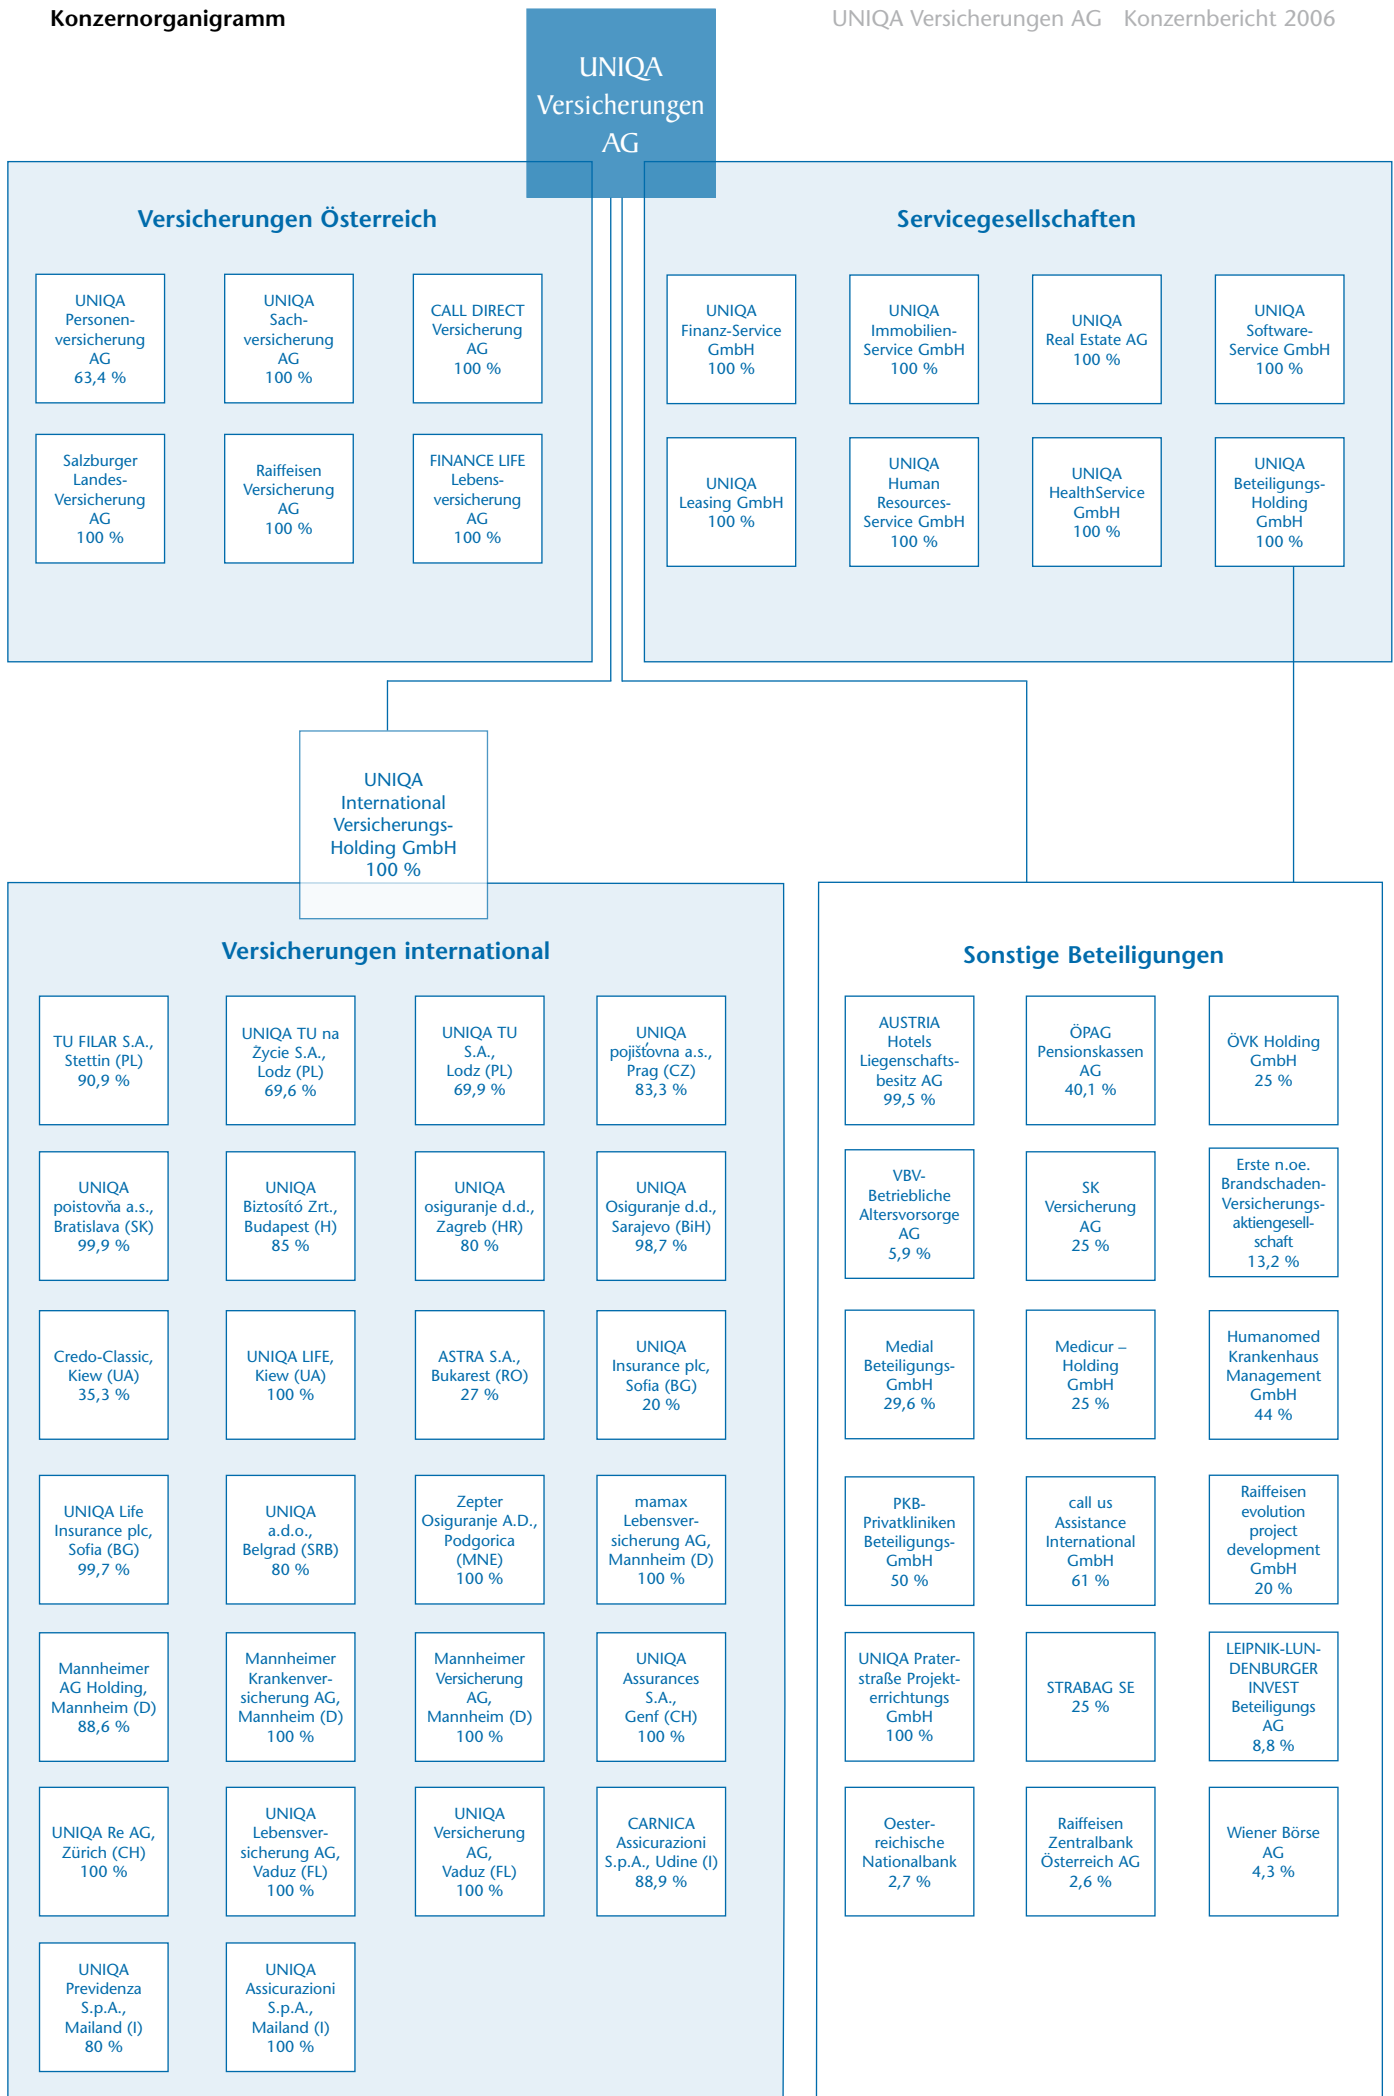 Konzernorganigramm
UNIQA Versicherungen AG Konzernbericht 2006
UNIQA
Versicherungen
AG
Versicherungen Österreich
UNIQA
Personen-
versicherung
AG
63,4 %
UNIQA
Sach-
versicherung
AG
100 %
CALL DIRECT
Versicherung
AG
100 %
Salzburger
Landes-
Versicherung
AG
100 %
Raiffeisen
Versicherung
AG
100 %
FINANCE LIFE
Lebens-
versicherung
AG
100 %
Servicegesellschaften
UNIQA
Finanz-Service
GmbH
100 %
UNIQA
Immobilien-
Service GmbH
100 %
UNIQA
Real Estate AG
100 %
UNIQA
Software-
Service GmbH
100 %
UNIQA
Leasing GmbH
100 %
UNIQA
Human
Resources-
Service GmbH
100 %
UNIQA
HealthService
GmbH
100 %
UNIQA
Beteiligungs-
Holding
GmbH
100 %
UNIQA
International
Versicherungs-
Holding GmbH
100 %
Versicherungen international
TU FILAR S.A.,
Stettin (PL)
90,9 %
UNIQA TU na
Życie S.A.,
Lodz (PL)
69,6 %
UNIQA TU
S.A.,
Lodz (PL)
69,9 %
UNIQA
pojišťovna a.s.,
Prag (CZ)
83,3 %
UNIQA
poistovňa a.s.,
Bratislava (SK)
99,9 %
UNIQA
Biztosító Zrt.,
Budapest (H)
85 %
UNIQA
osiguranje d.d.,
Zagreb (HR)
80 %
UNIQA
Osiguranje d.d.,
Sarajevo (BiH)
98,7 %
Credo-Classic,
Kiew (UA)
35,3 %
UNIQA LIFE,
Kiew (UA)
100 %
ASTRA S.A.,
Bukarest (RO)
27 %
UNIQA
Insurance plc,
Sofia (BG)
20 %
UNIQA Life
Insurance plc,
Sofia (BG)
99,7 %
UNIQA
a.d.o.,
Belgrad (SRB)
80 %
Zepter
Osiguranje A.D.,
Podgorica
(MNE)
100 %
mamax
Lebensver-
sicherung AG,
Mannheim (D)
100 %
Mannheimer
AG Holding,
Mannheim (D)
88,6 %
Mannheimer
Krankenver-
sicherung AG,
Mannheim (D)
100 %
Mannheimer
Versicherung
AG,
Mannheim (D)
100 %
UNIQA
Assurances
S.A.,
Genf (CH)
100 %
UNIQA Re AG,
Zürich (CH)
100 %
UNIQA
Lebensver-
sicherung AG,
Vaduz (FL)
100 %
UNIQA
Versicherung
AG,
Vaduz (FL)
100 %
CARNICA
Assicurazioni
S.p.A., Udine (I)
88,9 %
UNIQA
Previdenza
S.p.A.,
Mailand (I)
80 %
UNIQA
Assicurazioni
S.p.A.,
Mailand (I)
100 %
Sonstige Beteiligungen
AUSTRIA
Hotels
Liegenschafts-
besitz AG
99,5 %
ÖPAG
Pensionskassen
AG
40,1 %
ÖVK Holding
GmbH
25 %
VBV-
Betriebliche
Altersvorsorge
AG
5,9 %
SK
Versicherung
AG
25 %
Erste n.oe.
Brandschaden-
Versicherungs-
aktiengesell-
schaft
13,2 %
Medial
Beteiligungs-
GmbH
29,6 %
Medicur –
Holding
GmbH
25 %
Humanomed
Krankenhaus
Management
GmbH
44 %
PKB-
Privatkliniken
Beteiligungs-
GmbH
50 %
call us
Assistance
International
GmbH
61 %
Raiffeisen
evolution
project
development
GmbH
20 %
UNIQA Prater-
straße Projekt-
errichtungs
GmbH
100 %
STRABAG SE
25 %
LEIPNIK-LUN-
DENBURGER
INVEST
Beteiligungs
AG
8,8 %
Oester-
reichische
Nationalbank
2,7 %
Raiffeisen
Zentralbank
Österreich AG
2,6 %
Wiener Börse
AG
4,3 %